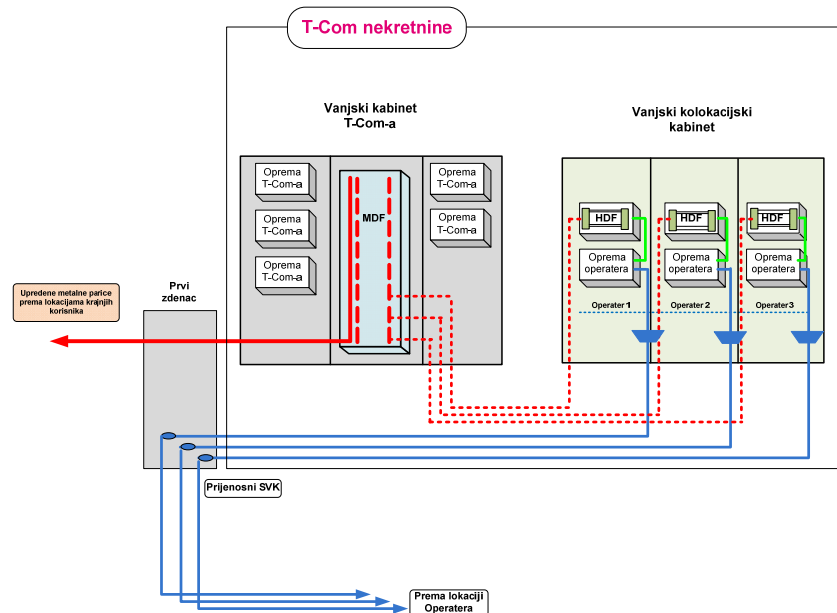 T-Com nekretnine
Vanjski kabinet
T-Com-a
Vanjski kolokacijski
kabinet
Oprema
T-Com-a
Oprema
T-Com-a
Oprema
T-Com-a
MDF
Oprema
T-Com-a
Oprema
T-Com-a
HDF
HDF
HDF
Oprema
operatera
Oprema
operatera
Oprema
operatera
Operater 1
Operater 2
Operater 3
Upredene metalne parice
prema lokacijama krajnjih
korisnika
Prvi
zdenac
Prijenosni SVK
Prema lokaciji
Operatera